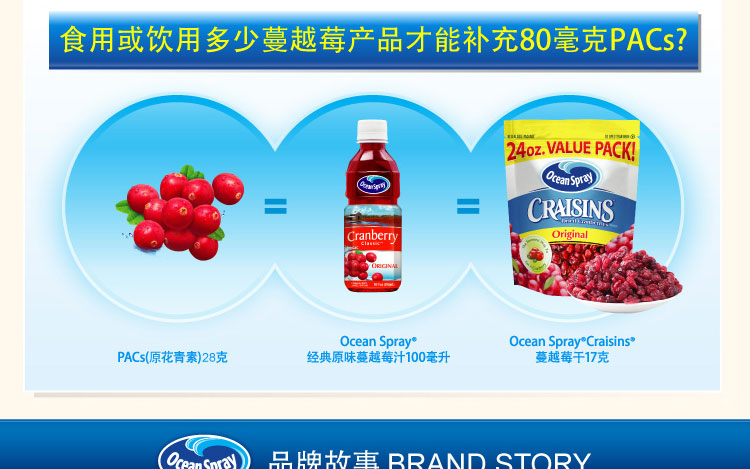 食用或饮用多少蔓越莓产品才能补充80毫克PACs?
24oz. VALUE PACK!
Ocean Spray
CRAISINS
Original
Ocean Spray
Cranberry
Classic™
ORIGINAL
=
=
PACs(原花青素)28克
Ocean Spray®
经典原味蔓越莓汁100毫升
Ocean Spray®Craisins®
蔓越莓干17克
Ocean Spray
品牌故事 BRAND STORY